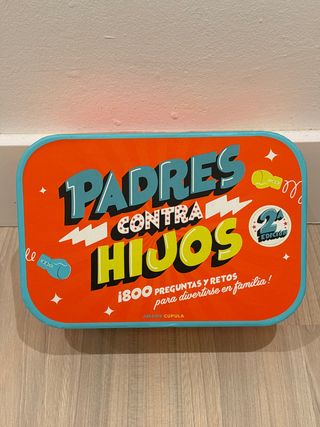 PADRES
CONTRA
HIJOS
2ª
EDICIÓN
¡800 PREGUNTAS Y RETOS
para divertirse en familia!
JUEGOS CÚPULA